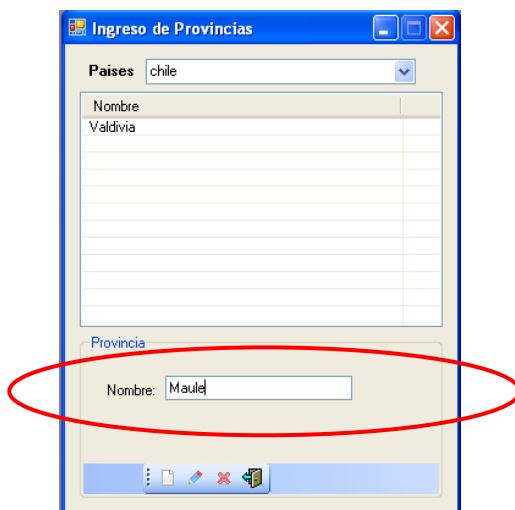 Ingreso de Provincias
Paises chile
Nombre
Valdivia
Provincia
Nombre: Maule